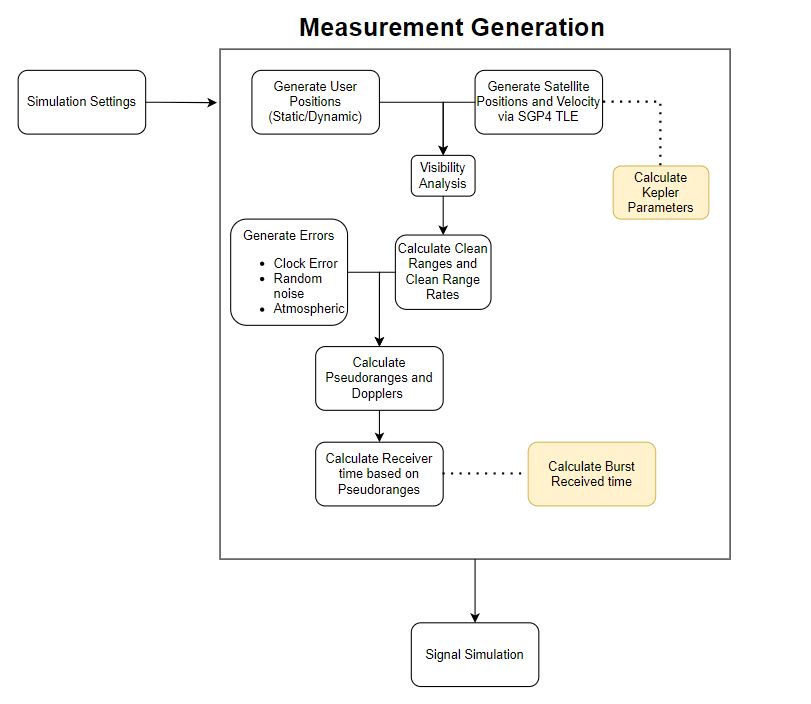 Measurement Generation
Simulation Settings
Generate User
Positions
(Static/Dynamic)
Generate Satellite
Positions and Velocity
via SGP4 TLE
Visibility
Analysis
Calculate
Kepler
Parameters
Generate Errors
• Clock Error
• Random
noise
• Atmospheric
Calculate Clean
Ranges and
Clean Range
Rates
Calculate
Pseudoranges and
Dopplers
Calculate Receiver
time based on
Pseudoranges
Calculate Burst
Received time
Signal Simulation